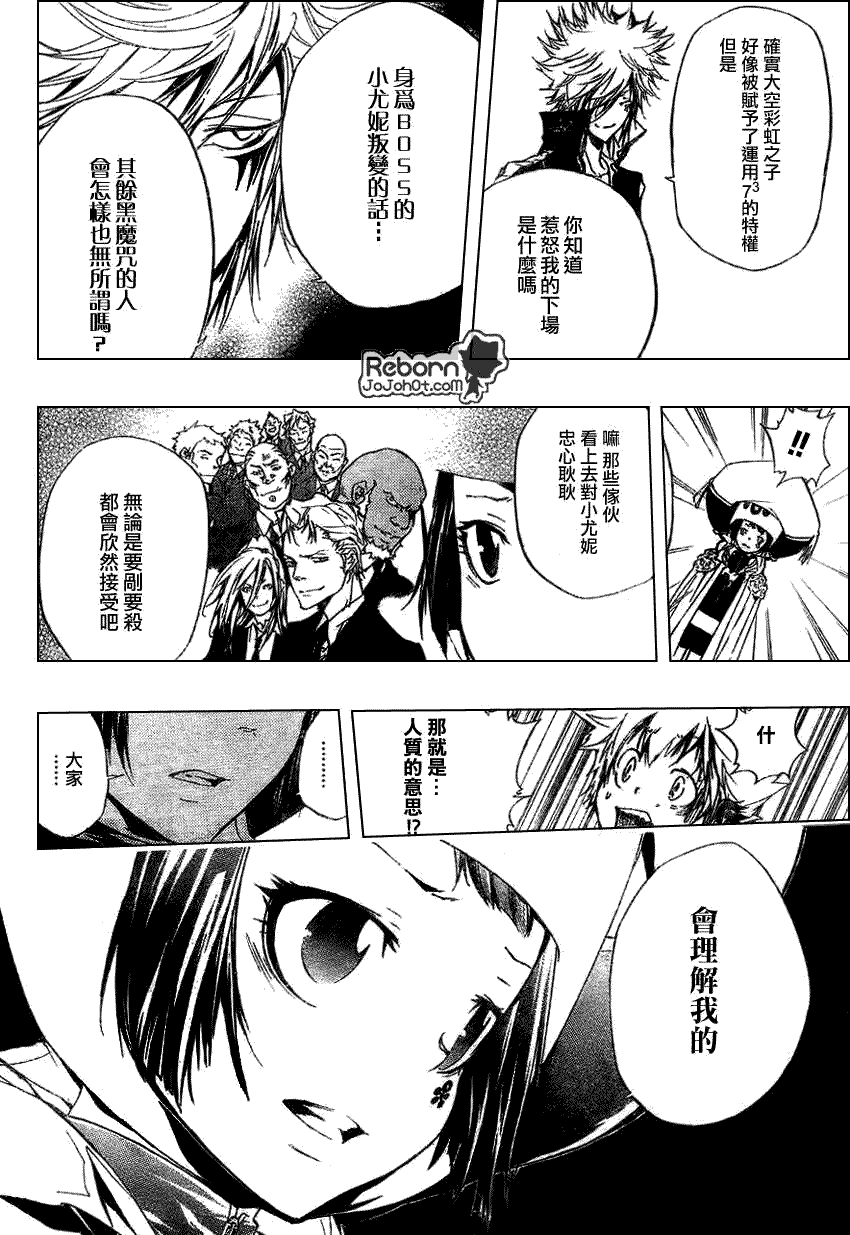 確實大空彩虹之子
好像被賦予了運用7³的特權
但是
你知道
惹怒我的下場
是什麼嗎
身爲BOSS的
小尤妮叛變的話…
其餘黑魔咒的人
會怎樣也無所謂嗎？
Reborn
JoJoHOt.com
!!
嘛 那些傢伙
看上去對小尤妮
忠心耿耿
無論是要剮要殺
都會欣然接受吧
什
那就是…
人質的意思!?
………
大家
……
會理解我的